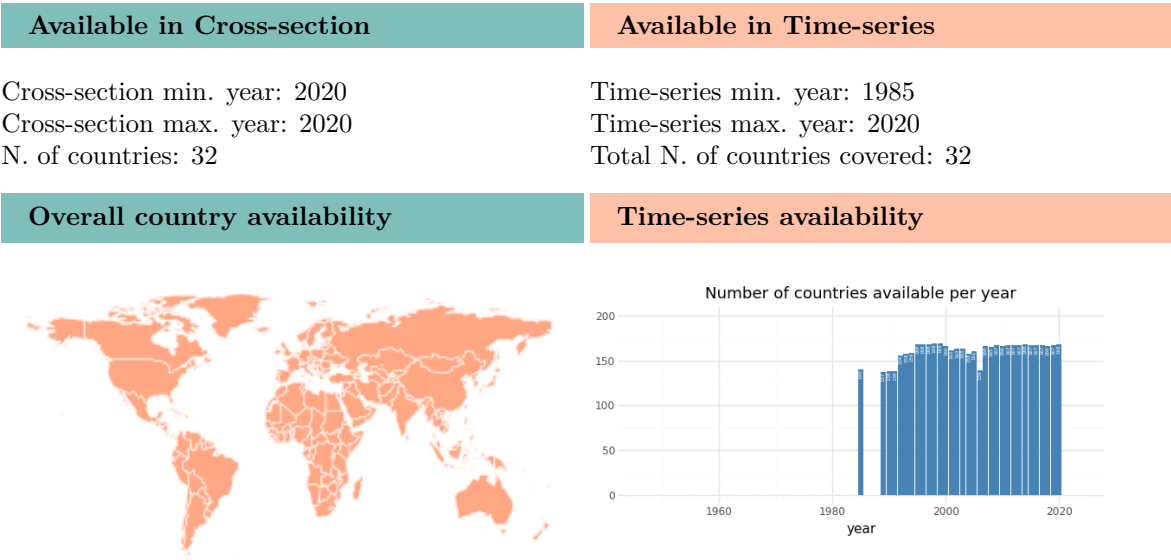 Available in Cross-section
Available in Time-series
Cross-section min. year: 2020
Cross-section max. year: 2020
N. of countries: 32
Time-series min. year: 1985
Time-series max. year: 2020
Total N. of countries covered: 32
Overall country availability
Time-series availability
Number of countries available per year
200
150
100
50
0
1960
1980
2000
2020
year